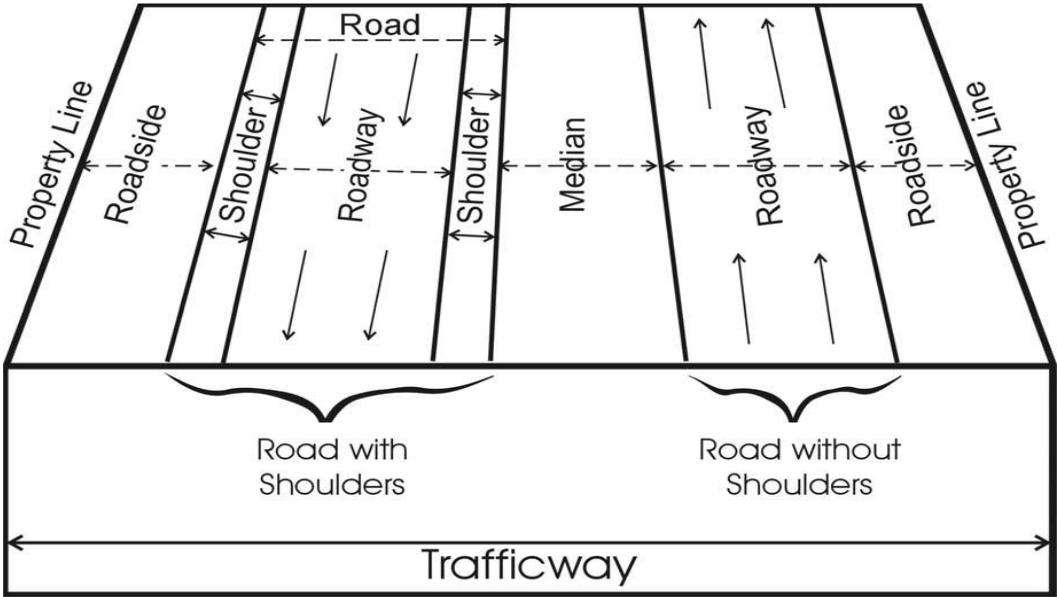 Road
Property Line
Roadside
Shoulder
Roadway
Shoulder
Median
Roadway
Roadside
Property Line
Road with
Shoulders
Road without
Shoulders
Trafficway